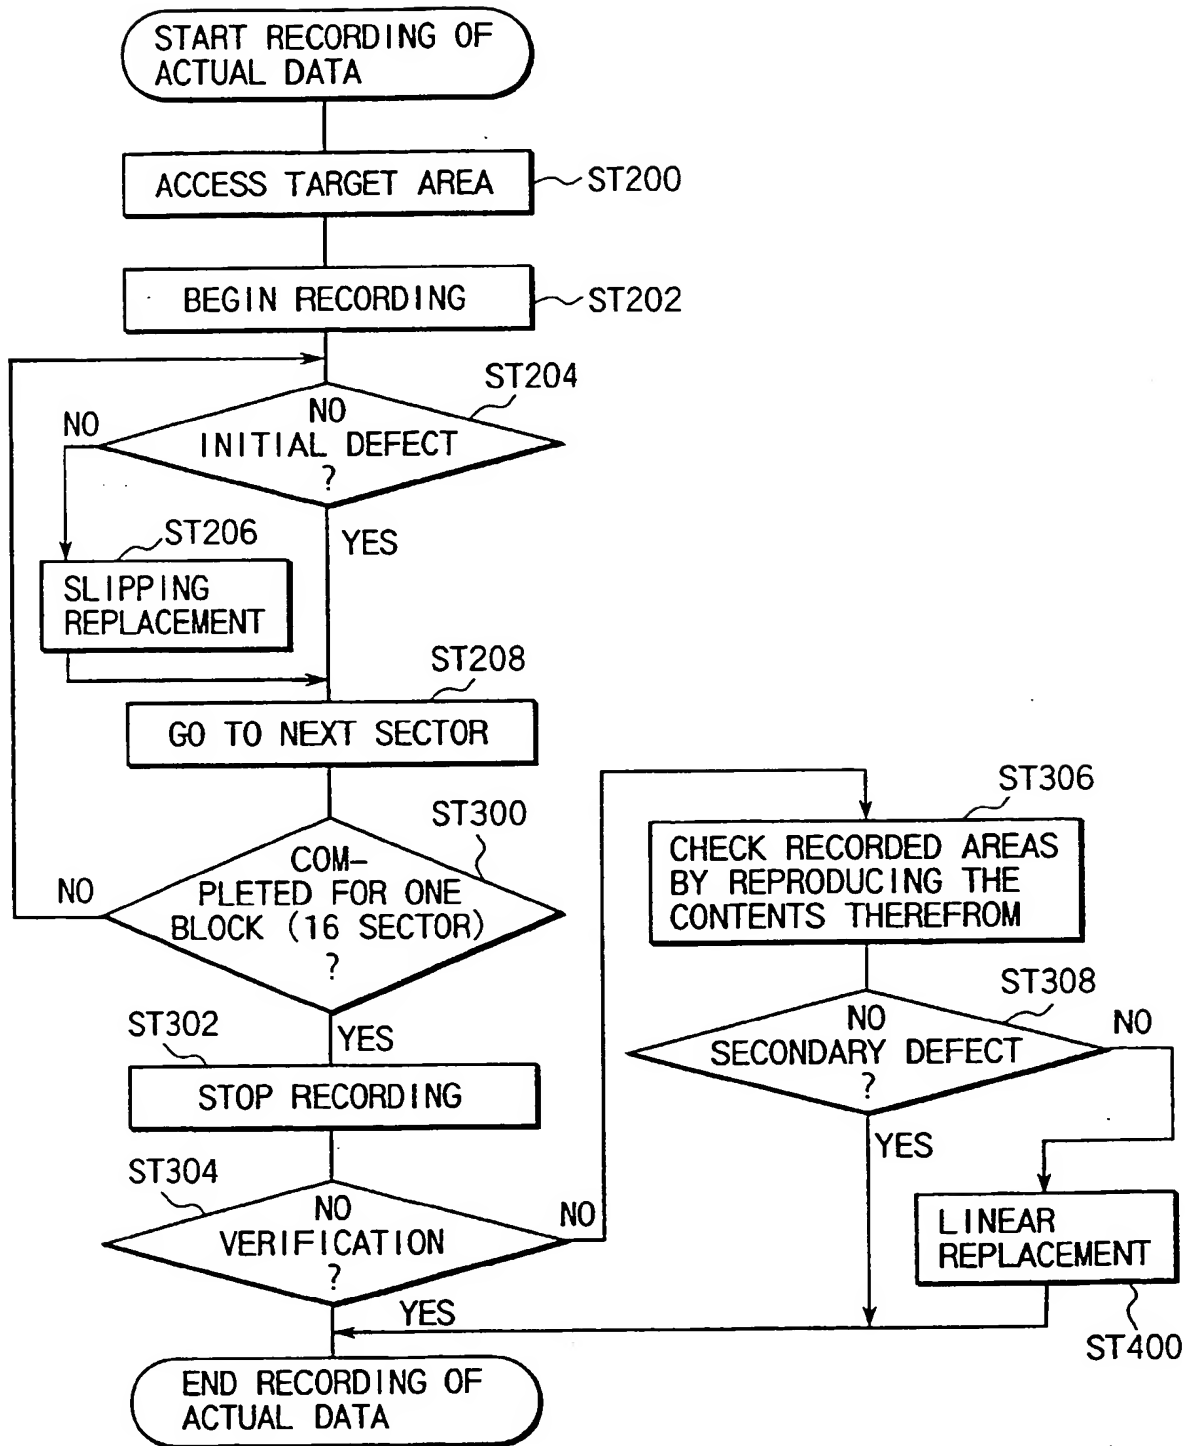 START RECORDING OF
ACTUAL DATA
ACCESS TARGET AREA
ST200
BEGIN RECORDING
ST202
ST204
NO
NO
INITIAL DEFECT
?
YES
ST206
SLIPPING
REPLACEMENT
ST208
GO TO NEXT SECTOR
ST300
COM-
PLETED FOR ONE
BLOCK (16 SECTOR)
?
NO
YES
ST302
STOP RECORDING
ST304
NO
VERIFICATION
?
NO
YES
ST306
CHECK RECORDED AREAS
BY REPRODUCING THE
CONTENTS THEREFROM
ST308
NO
SECONDARY DEFECT
?
NO
YES
LINEAR
REPLACEMENT
ST400
END RECORDING OF
ACTUAL DATA